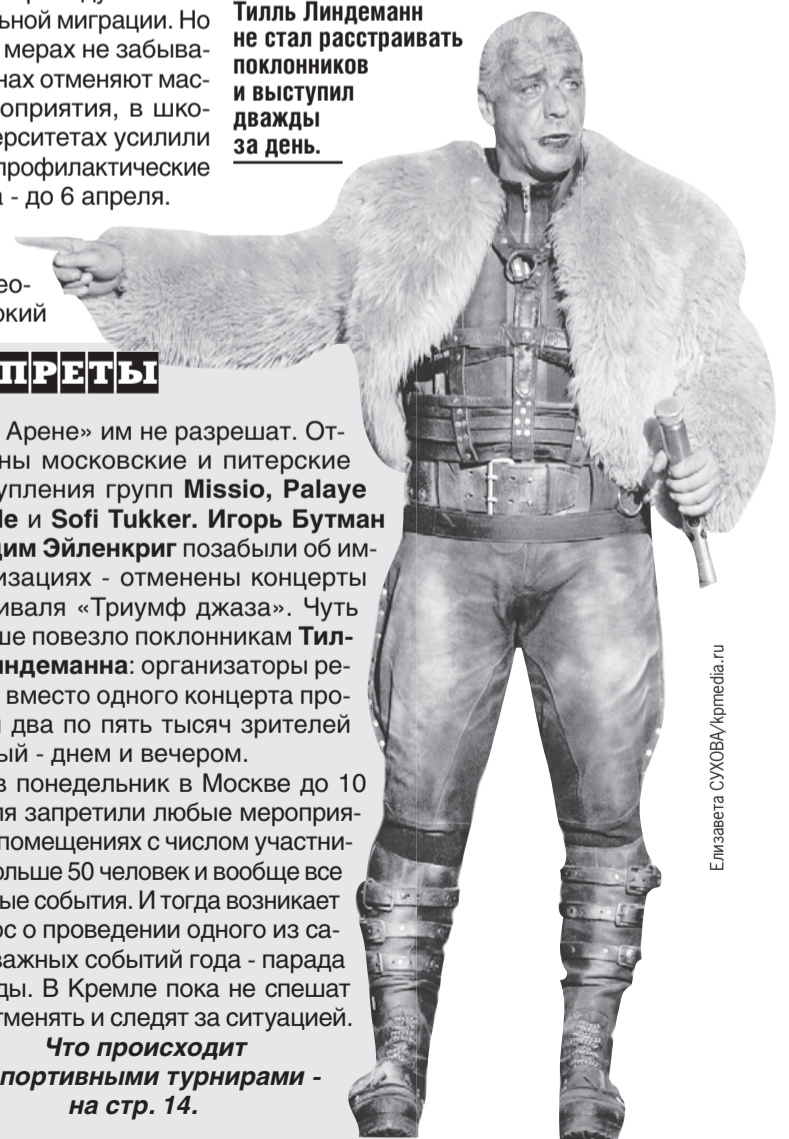 ьной миграции. Но
мерах не забыва-
нах отменяют мас-
оприятия, в шко-
ерситетах усилили
профилактические
- до 6 апреля.
ео-
окий
Тилль Линдеманн
не стал расстраивать
поклонников
и выступил
дважды
за день.
ПРЕТЫ
Арене» им не разрешат. От-
ны московские и питерские
упления групп Missio, Palaye
le и Sofi Tukker. Игорь Бутман
дим Эйленкриг позабыли об им-
изациях - отменены концерты
иваля «Триумф джаза». Чуть
ше повезло поклонникам Тил-
индеманна: организаторы ре-
вместо одного концерта про-
два по пять тысяч зрителей
ый - днем и вечером.
в понедельник в Москве до 10
ля запретили любые мероприя-
помещениях с числом участни-
ольше 50 человек и вообще все
ые события. И тогда возникает
ос о проведении одного из са-
важных событий года - парада
ды. В Кремле пока не спешат
тменять и следят за ситуацией.
Что происходит
портивными турнирами -
на стр. 14.
Елизавета СУХОВА/kpmedia.ru